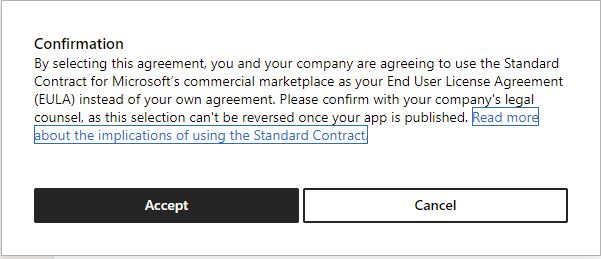 Confirmation
By selecting this agreement, you and your company are agreeing to use the Standard
Contract for Microsoft's commercial marketplace as your End User License Agreement
(EULA) instead of your own agreement. Please confirm with your company's legal
counsel, as this selection can't be reversed once your app is published. Read more
about the implications of using the Standard Contract.
Accept
Cancel